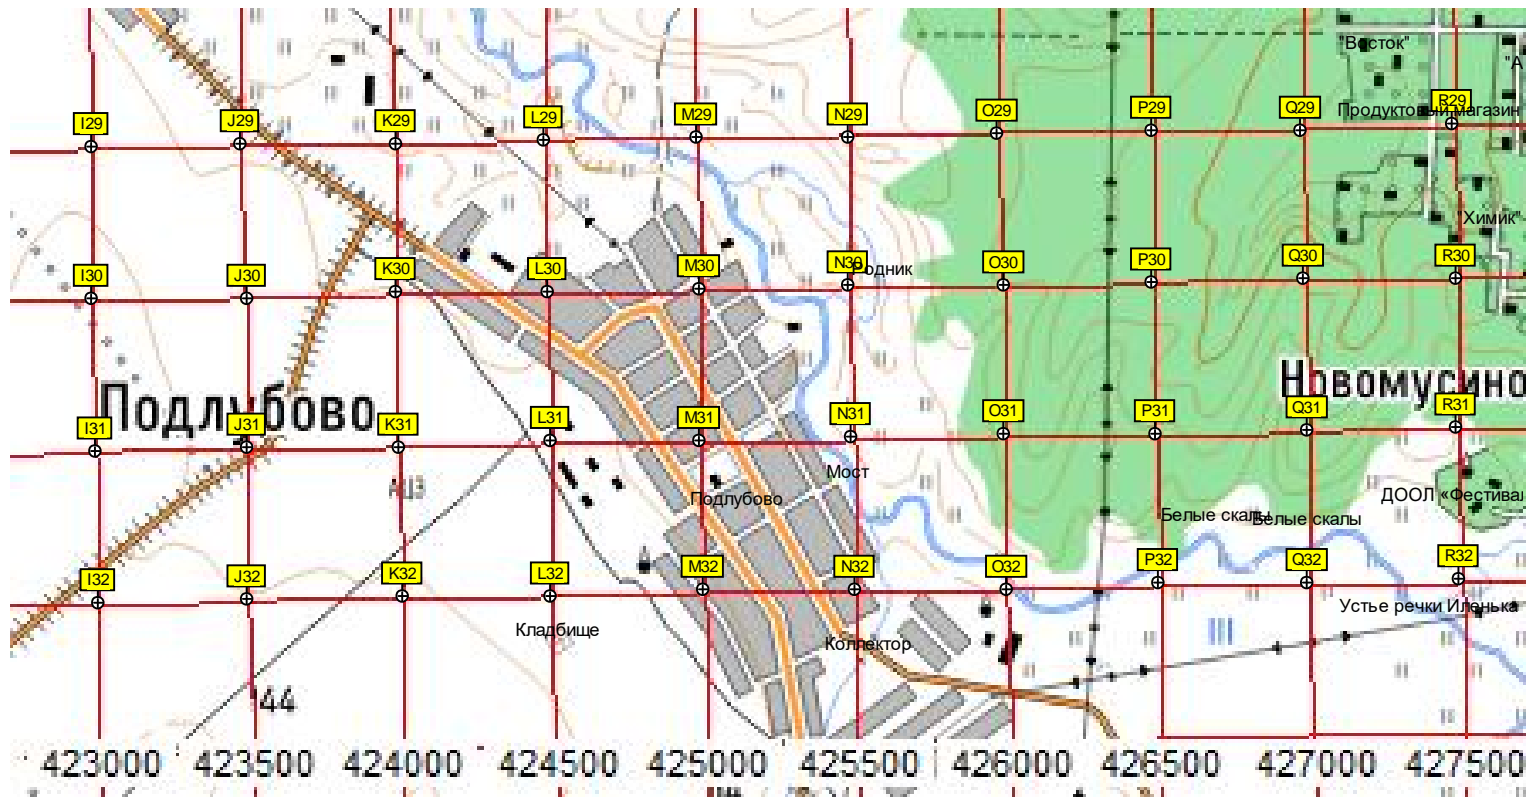 "Восток"
"А
I29 J29 K29 L29 M29 N29 O29 P29 Q29 R29
Продуктовый магазин
"Химик"
I30 J30 K30 L30 M30 N30 O30 P30 Q30 R30
Родник
Новомусино
Подлубово
I31 J31 K31 L31 M31 N31 O31 P31 Q31 R31
Мост
Подлубово
ДООЛ «Фестивал
Белые скалы
Белые скалы
I32 J32 K32 L32 M32 N32 O32 P32 Q32 R32
Устье речки Иленька
Кладбище
Коллектор
144
423000 423500 424000 424500 425000 425500 426000 426500 427000 427500